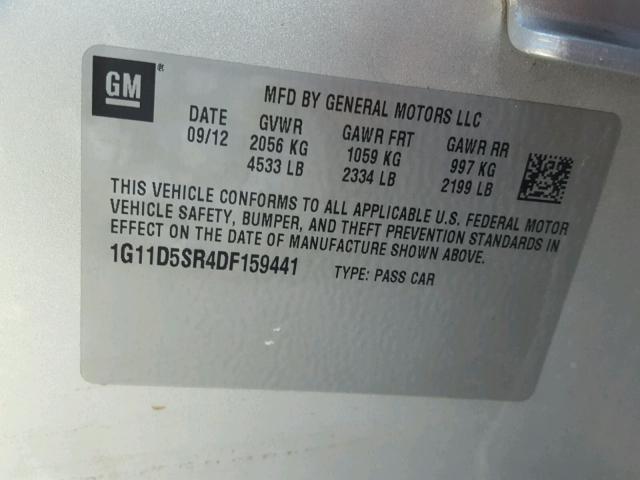 GM®
MFD BY GENERAL MOTORS LLC
DATE GVWR GAWR FRT GAWR RR
09/12 2056 KG 1059 KG 997 KG
4533 LB 2334 LB 2199 LB
THIS VEHICLE CONFORMS TO ALL APPLICABLE U.S. FEDERAL MOTOR
VEHICLE SAFETY, BUMPER, AND THEFT PREVENTION STANDARDS IN
EFFECT ON THE DATE OF MANUFACTURE SHOWN ABOVE.
1G11D5SR4DF159441 TYPE: PASS CAR